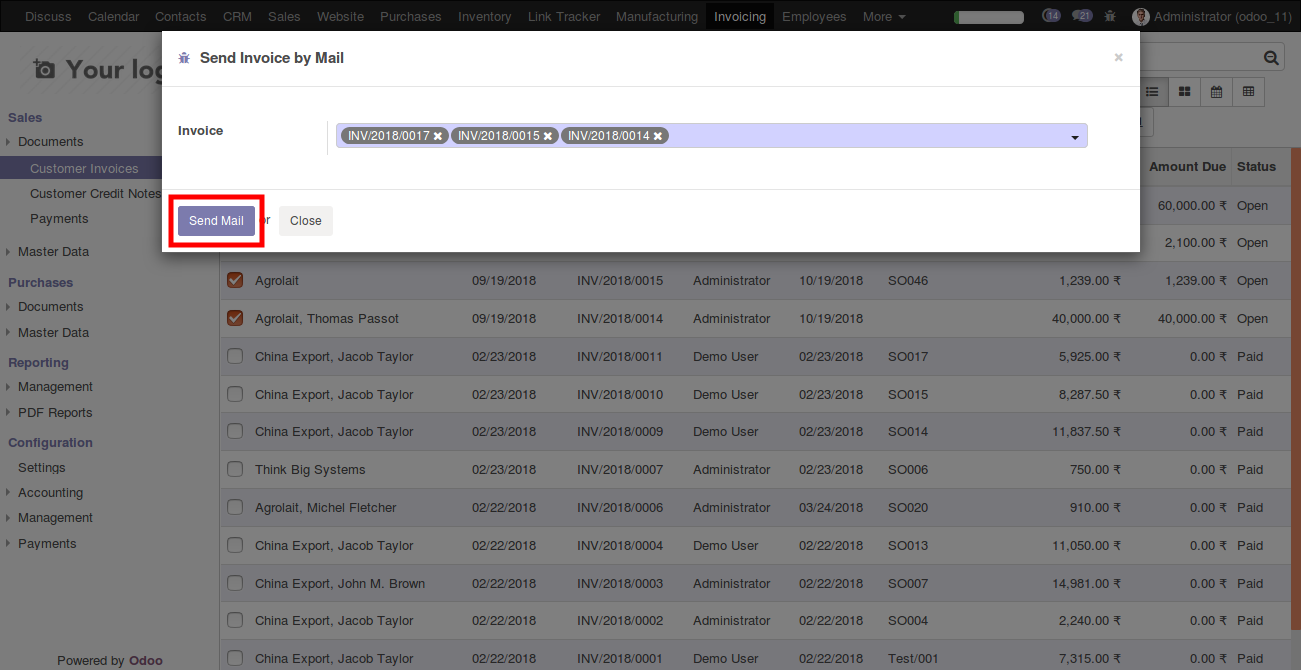 Discuss Calendar Contacts CRM Sales Website Purchases Inventory Link Tracker Manufacturing Invoicing Employees More 14 21 Administrator (odoo_11)
Your log
Send Invoice by Mail ×
Invoice INV/2018/0017 INV/2018/0015 INV/2018/0014
Send Mail or Close
Sales
Documents
Customer Invoices
Customer Credit Notes
Payments
Master Data
Purchases
Documents
Master Data
Reporting
Management
PDF Reports
Configuration
Settings
Accounting
Management
Payments
Powered by Odoo
Amount Due Status
60,000.00 ₹ Open
2,100.00 ₹ Open
Agrolait 09/19/2018 INV/2018/0015 Administrator 10/19/2018 SO046 1,239.00 ₹ 1,239.00 ₹ Open
Agrolait, Thomas Passot 09/19/2018 INV/2018/0014 Administrator 10/19/2018 40,000.00 ₹ 40,000.00 ₹ Open
China Export, Jacob Taylor 02/23/2018 INV/2018/0011 Demo User 02/23/2018 SO017 5,925.00 ₹ 0.00 ₹ Paid
China Export, Jacob Taylor 02/23/2018 INV/2018/0010 Demo User 02/23/2018 SO015 8,287.50 ₹ 0.00 ₹ Paid
China Export, Jacob Taylor 02/23/2018 INV/2018/0009 Demo User 02/23/2018 SO014 11,837.50 ₹ 0.00 ₹ Paid
Think Big Systems 02/23/2018 INV/2018/0007 Administrator 02/23/2018 SO006 750.00 ₹ 0.00 ₹ Paid
Agrolait, Michel Fletcher 02/22/2018 INV/2018/0006 Administrator 03/24/2018 SO020 910.00 ₹ 0.00 ₹ Paid
China Export, Jacob Taylor 02/22/2018 INV/2018/0004 Demo User 02/22/2018 SO013 11,050.00 ₹ 0.00 ₹ Paid
China Export, John M. Brown 02/22/2018 INV/2018/0003 Administrator 02/22/2018 SO007 14,981.00 ₹ 0.00 ₹ Paid
China Export, Jacob Taylor 02/22/2018 INV/2018/0002 Administrator 02/22/2018 SO004 2,240.00 ₹ 0.00 ₹ Paid
China Export, Jacob Taylor 02/22/2018 INV/2018/0001 Demo User 02/22/2018 Test/001 7,315.00 ₹ 0.00 ₹ Paid